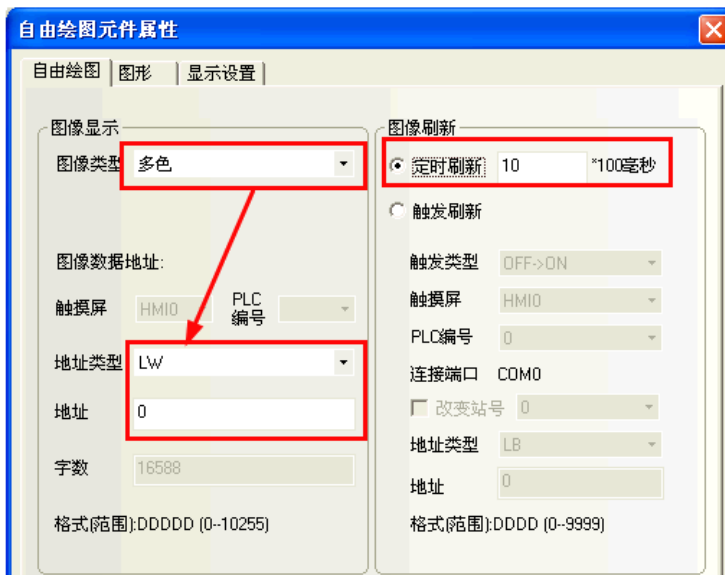 自由绘图元件属性
自由绘图 图形 显示设置
图像显示
图像类型 多色
图像数据地址:
触摸屏 HMI0 PLC编号
地址类型 LW
地址 0
字数 16588
格式(范围):DDDDD (0--10255)
图像刷新
定时刷新 10 *100毫秒
触发刷新
触发类型 OFF->ON
触摸屏 HMI0
PLC编号 0
连接端口 COM0
改变站号 0
地址类型 LB
地址 0
格式(范围):DDDD (0--9999)